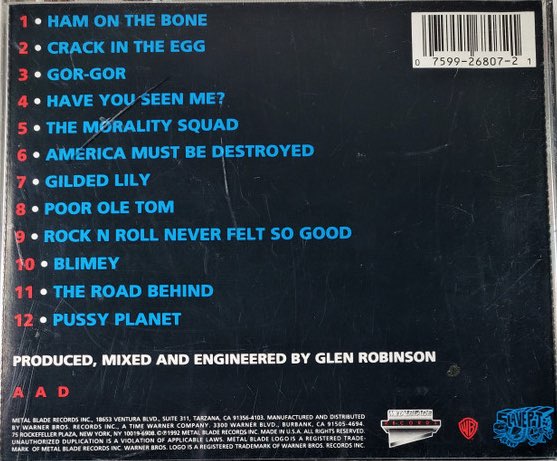 1 • HAM ON THE BONE
2 • CRACK IN THE EGG
3 • GOR-GOR
4 • HAVE YOU SEEN ME?
5 • THE MORALITY SQUAD
6 • AMERICA MUST BE DESTROYED
7 • GILDED LILY
8 • POOR OLE TOM
9 • ROCK N ROLL NEVER FELT SO GOOD
10 • BLIMEY
11 • THE ROAD BEHIND
12 • PUSSY PLANET
0 7599-26807-2 1
PRODUCED, MIXED AND ENGINEERED BY GLEN ROBINSON
A A D
METAL BLADE RECORDS INC., 18653 VENTURA BLVD., SUITE 311, TARZANA, CA 91356-4103. MANUFACTURED AND DISTRIBUTED
BY WARNER BROS. RECORDS INC., A TIME WARNER COMPANY. 3300 WARNER BLVD., BURBANK, CA 91505-4694.
75 ROCKEFELLER PLAZA, NEW YORK, NY 10019-6908. ©℗1992 METAL BLADE RECORDS INC. MADE IN U.S.A. ALL RIGHTS RESERVED.
UNAUTHORIZED DUPLICATION IS A VIOLATION OF APPLICABLE LAWS. METAL BLADE LOGO IS A REGISTERED TRADE-
MARK OF METAL BLADE RECORDS INC. WARNER BROS. LOGO IS A REGISTERED TRADEMARK OF WARNER BROS. RECORDS INC.
RECORDS
WB